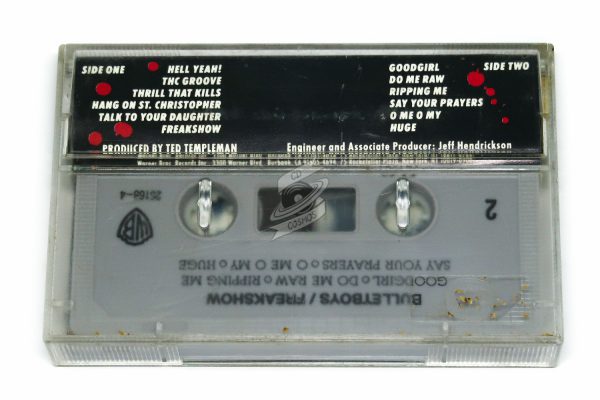 SIDE ONE
HELL YEAH!
THC GROOVE
THRILL THAT KILLS
HANG ON ST. CHRISTOPHER
TALK TO YOUR DAUGHTER
FREAKSHOW
PRODUCED BY TED TEMPLEMAN
GOODGIRL
DO ME RAW
RIPPING ME
SAY YOUR PRAYERS
O ME O MY
HUGE
SIDE TWO
Engineer and Associate Producer: Jeff Hendrickson
CD
COSMOS
2
WB
BULLETBOYS / FREAKSHOW
GOODGIRL o DO ME RAW o RIPPING ME
SAY YOUR PRAYERS o O ME O MY o HUGE